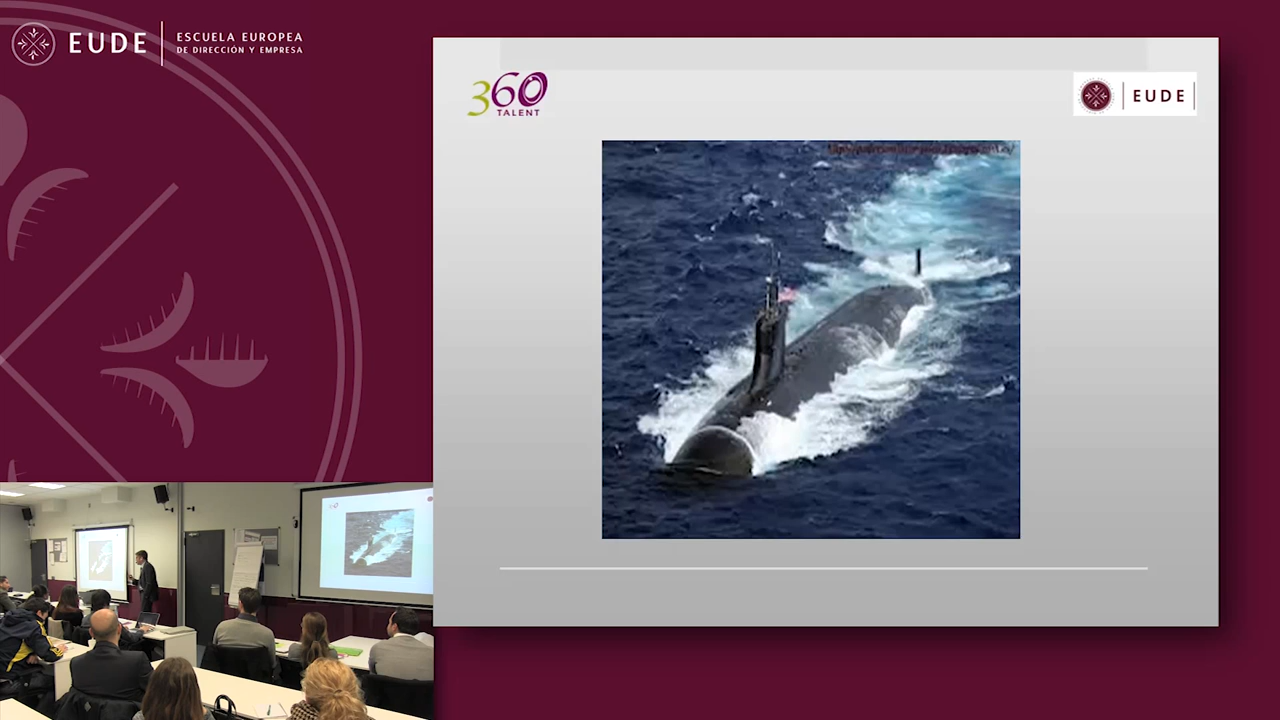 EUDE
ESCUELA EUROPEA
DE DIRECCIÓN Y EMPRESA
360
TALENT
EUDE